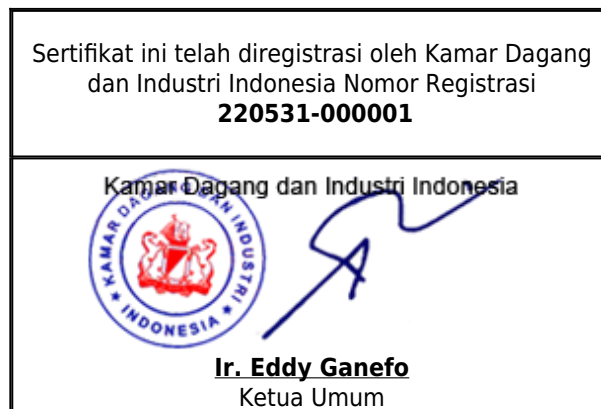 Sertifikat ini telah diregistrasi oleh Kamar Dagang
dan Industri Indonesia Nomor Registrasi
220531-000001
Kamar Dagang dan Industri Indonesia
KAMAR DAGANG DAN INDUSTRI
INDONESIA
Ir. Eddy Ganefo
Ketua Umum